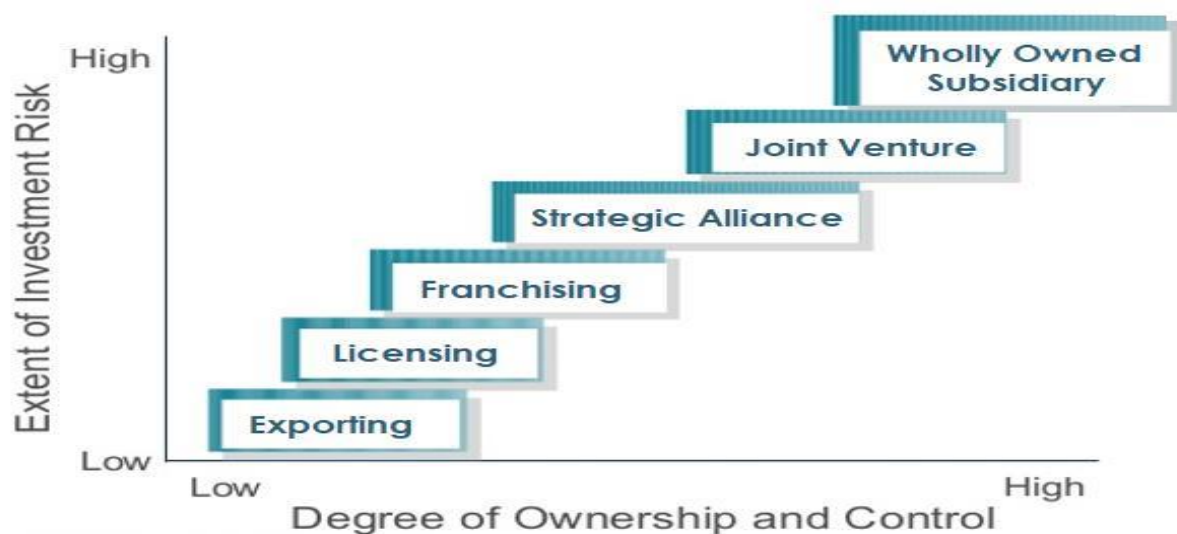 High
Wholly Owned
Subsidiary
Joint Venture
Strategic Alliance
Franchising
Licensing
Exporting
Extent of Investment Risk
Low
Low
High
Degree of Ownership and Control